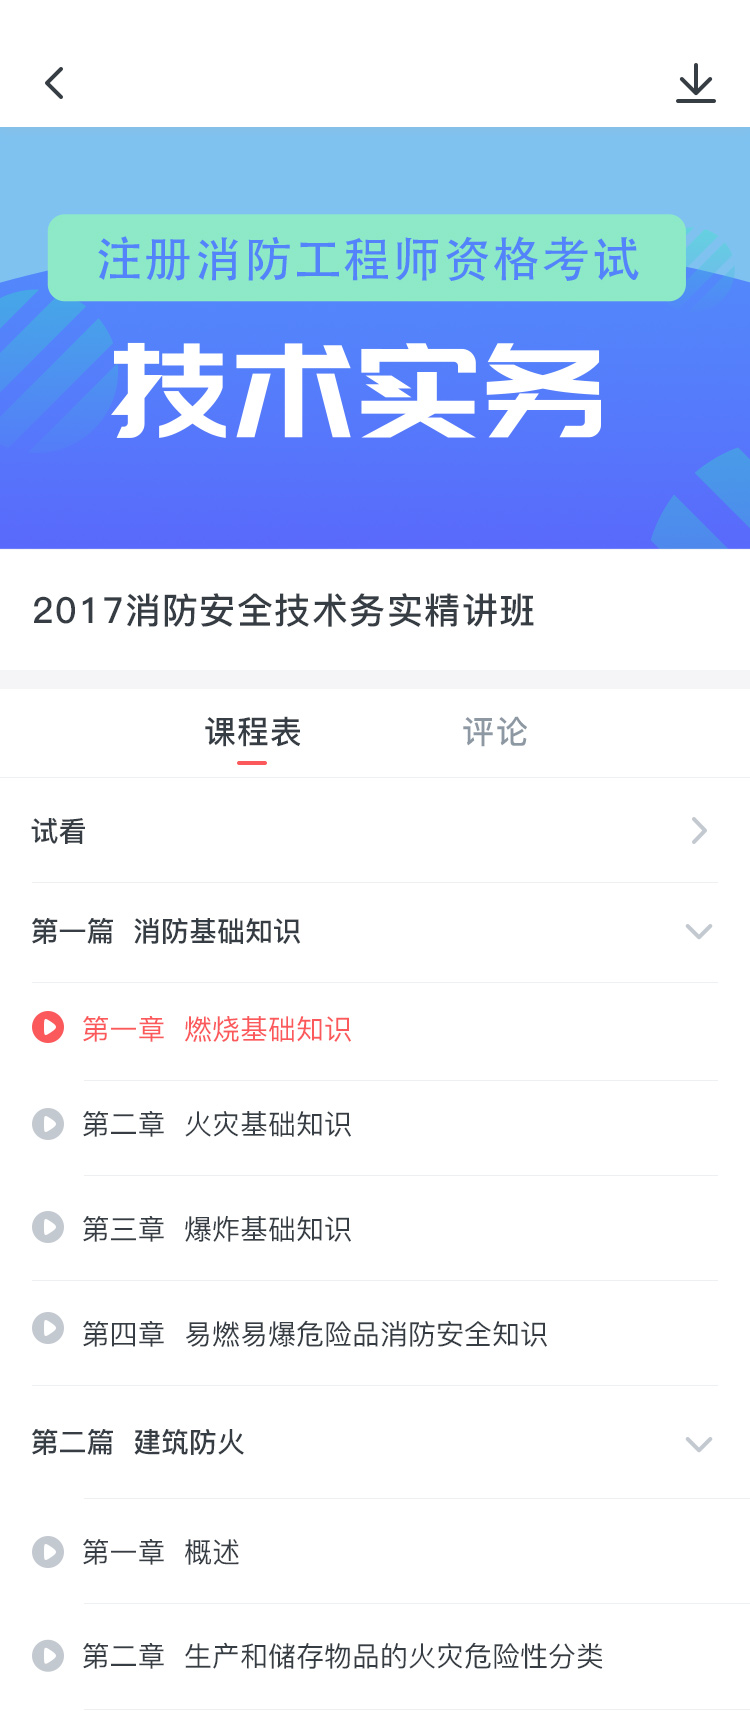 注册消防工程师资格考试
技术实务
2017消防安全技术务实精讲班
课程表 评论
试看
第一篇 消防基础知识
第一章 燃烧基础知识
第二章 火灾基础知识
第三章 爆炸基础知识
第四章 易燃易爆危险品消防安全知识
第二篇 建筑防火
第一章 概述
第二章 生产和储存物品的火灾危险性分类